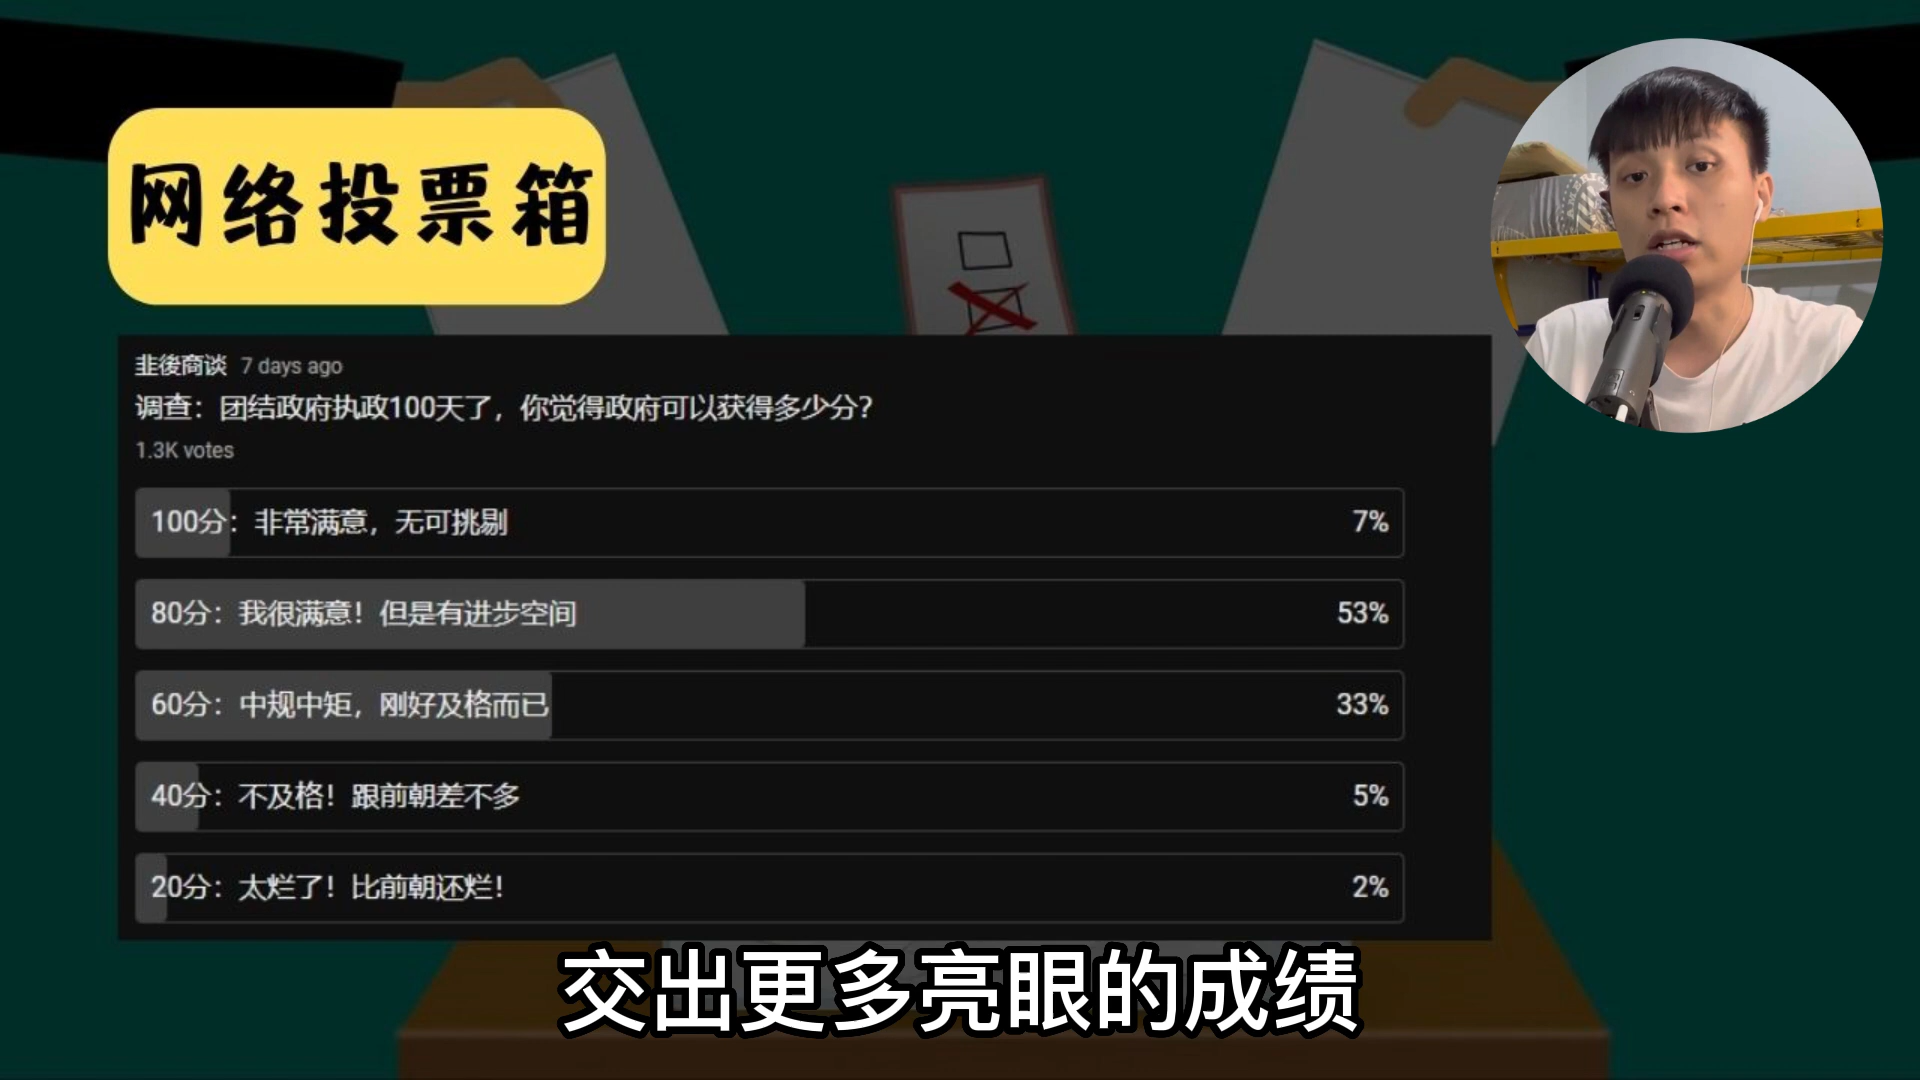 网络投票箱
韭後商谈 7 days ago
调查：团结政府执政100天了，你觉得政府可以获得多少分？
1.3K votes
100分：非常满意，无可挑剔 7%
80分：我很满意！但是有进步空间 53%
60分：中规中矩，刚好及格而已 33%
40分：不及格！跟前朝差不多 5%
20分：太烂了！比前朝还烂！ 2%
交出更多亮眼的成绩